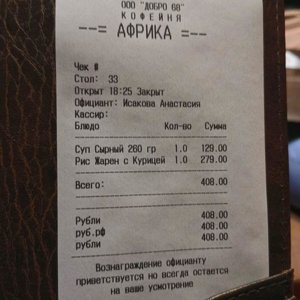 ООО "ДОБРО 68"
КОФЕЙНЯ
--= АФРИКА =--
Чек #
Стол: 33
Открыт 18:25 Закрыт
Официант: Исакова Анастасия
Кассир:
Блюдо Кол-во Сумма
Суп Сырный 260 гр 1.0 129.00
Рис Жарен с Курицей 1.0 279.00
Всего: 408.00
Рубли 408.00
руб.рф 408.00
рубли 408.00
Вознаграждение официанту
приветствуется но всегда остается
на ваше усмотрение